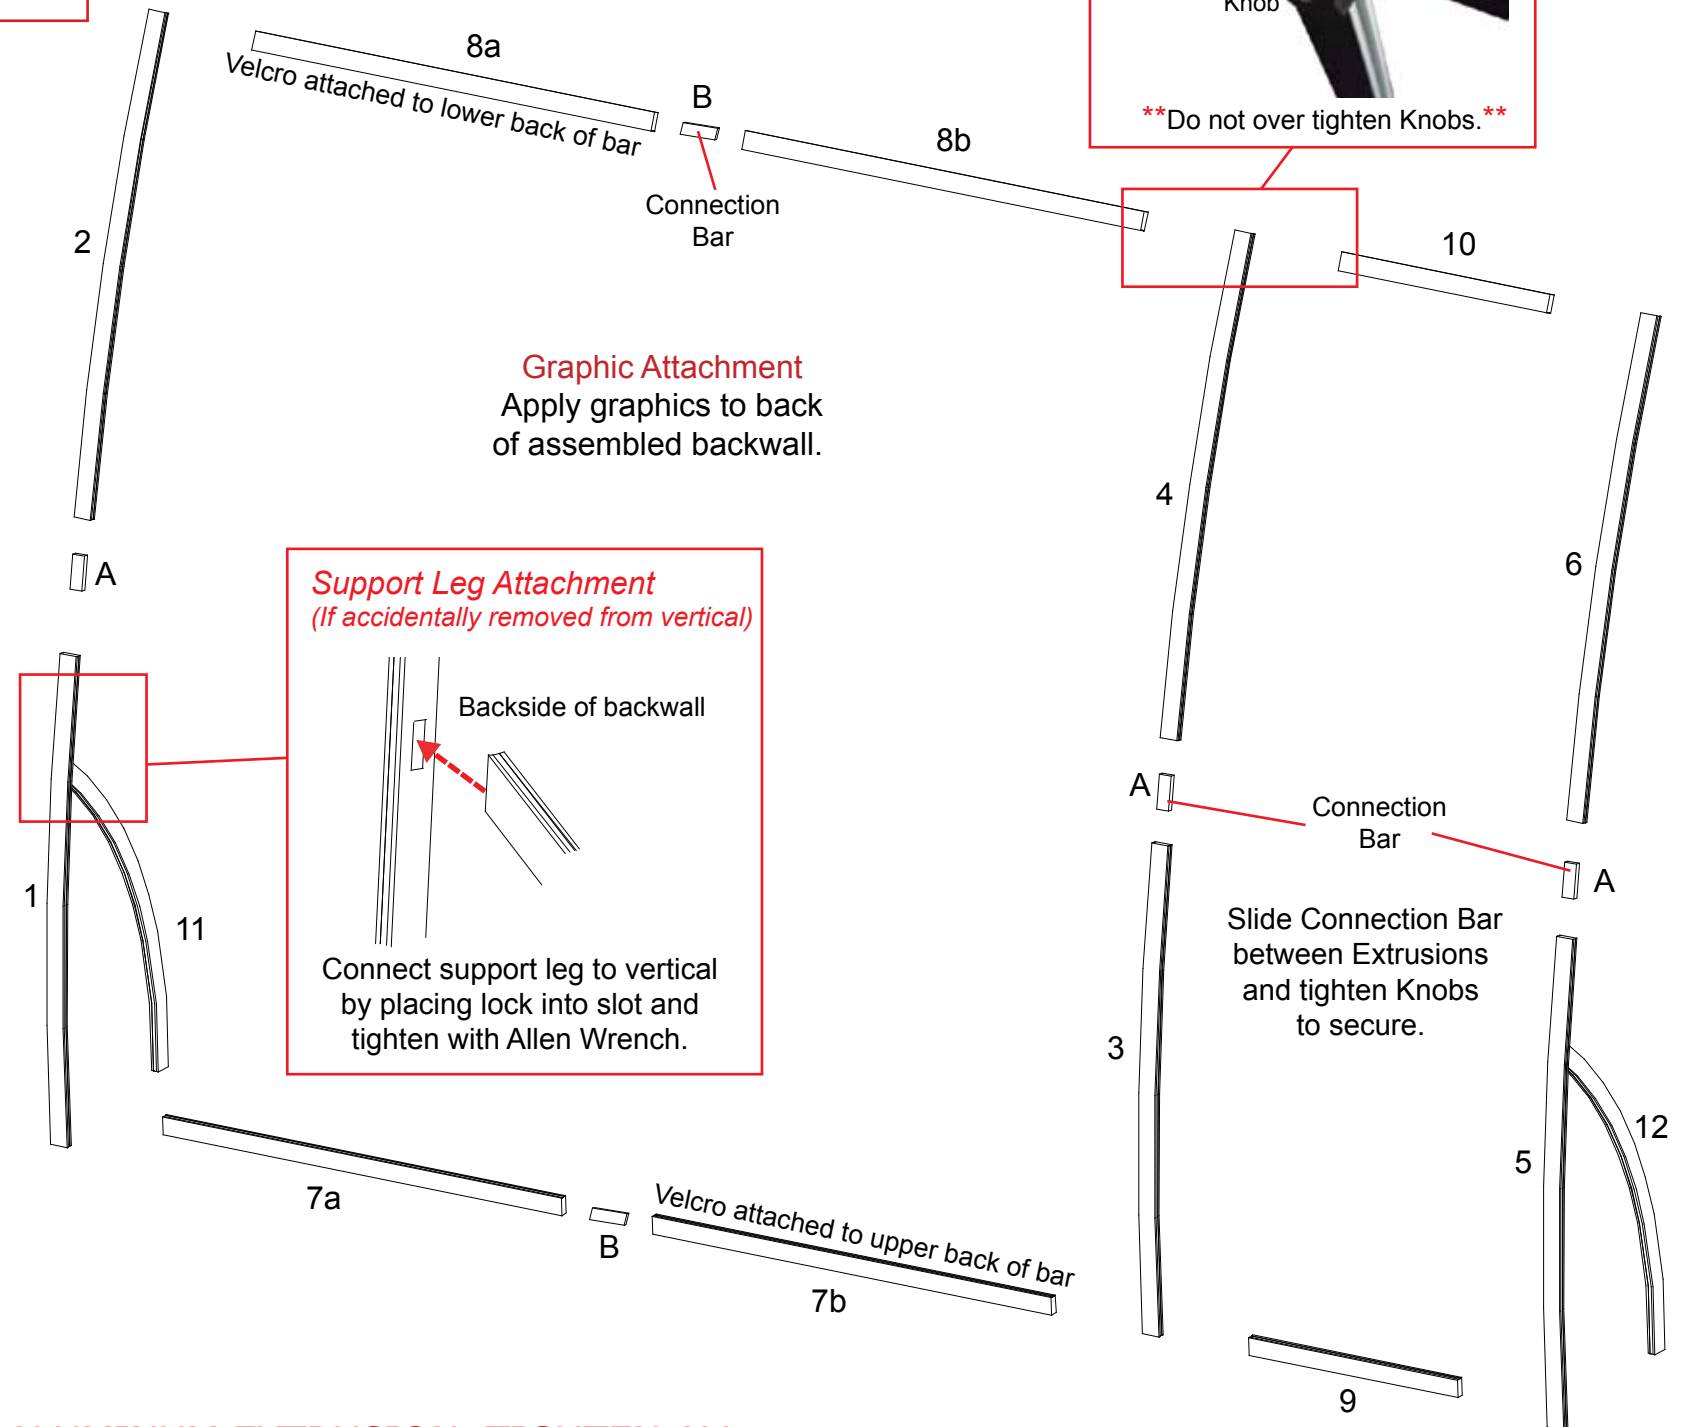 Knob
**Do not over tighten Knobs.**
8a
Velcro attached to lower back of bar
B
Connection
Bar
8b
2
10
Graphic Attachment
Apply graphics to back
of assembled backwall.
4
6
A
Support Leg Attachment
(If accidentally removed from vertical)
Backside of backwall
Connect support leg to vertical
by placing lock into slot and
tighten with Allen Wrench.
A
Connection
Bar
A
Slide Connection Bar
between Extrusions
and tighten Knobs
to secure.
1
11
3
12
5
7a
B
Velcro attached to upper back of bar
7b
9